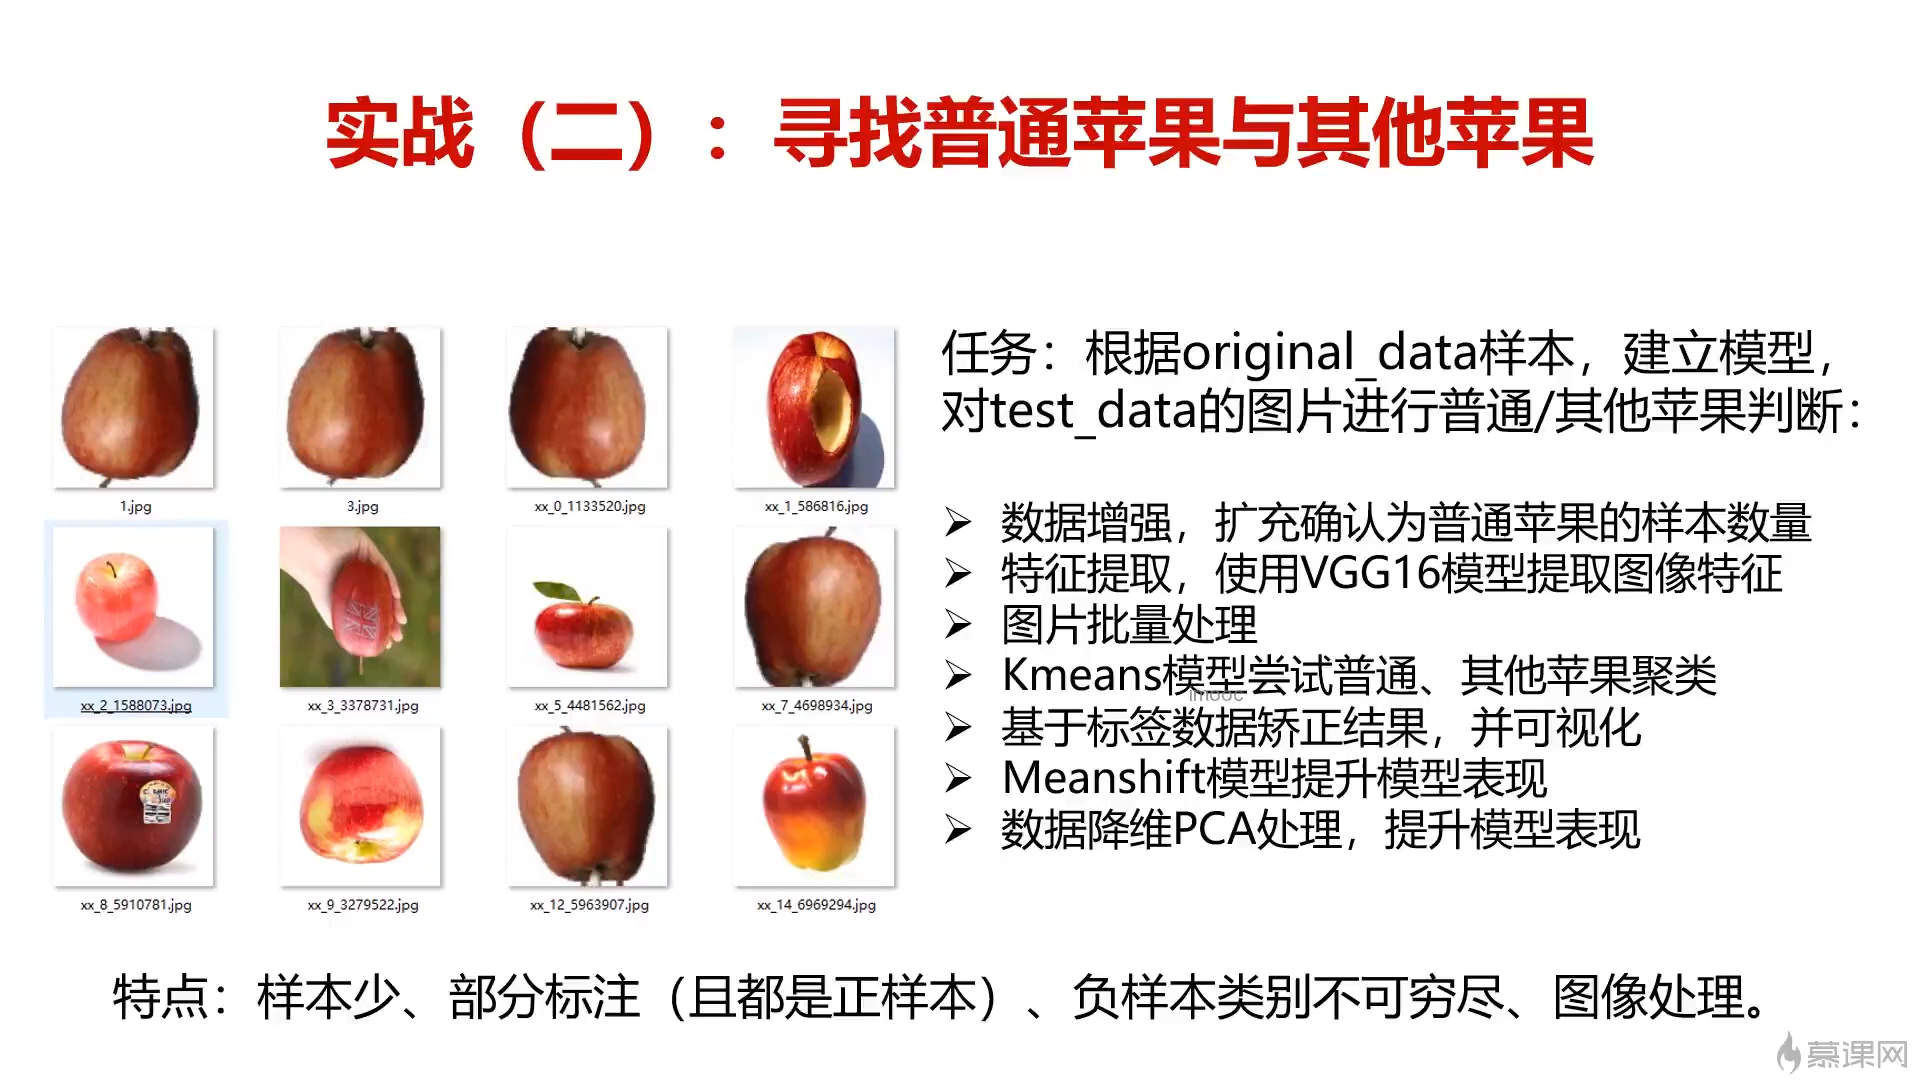 实战（二）：寻找普通苹果与其他苹果
1.jpg
3.jpg
xx_0_1133520.jpg
xx_1_586816.jpg
xx_2_1588073.jpg
xx_3_3378731.jpg
xx_5_4481562.jpg
xx_7_4698934.jpg
xx_8_5910781.jpg
xx_9_3279522.jpg
xx_12_5963907.jpg
xx_14_6969294.jpg
任务：根据original_data样本，建立模型，
对test_data的图片进行普通/其他苹果判断：
➢ 数据增强，扩充确认为普通苹果的样本数量
➢ 特征提取，使用VGG16模型提取图像特征
➢ 图片批量处理
➢ Kmeans模型尝试普通、其他苹果聚类
imooc
➢ 基于标签数据矫正结果，并可视化
➢ Meanshift模型提升模型表现
➢ 数据降维PCA处理，提升模型表现
特点：样本少、部分标注（且都是正样本）、负样本类别不可穷尽、图像处理。
慕课网